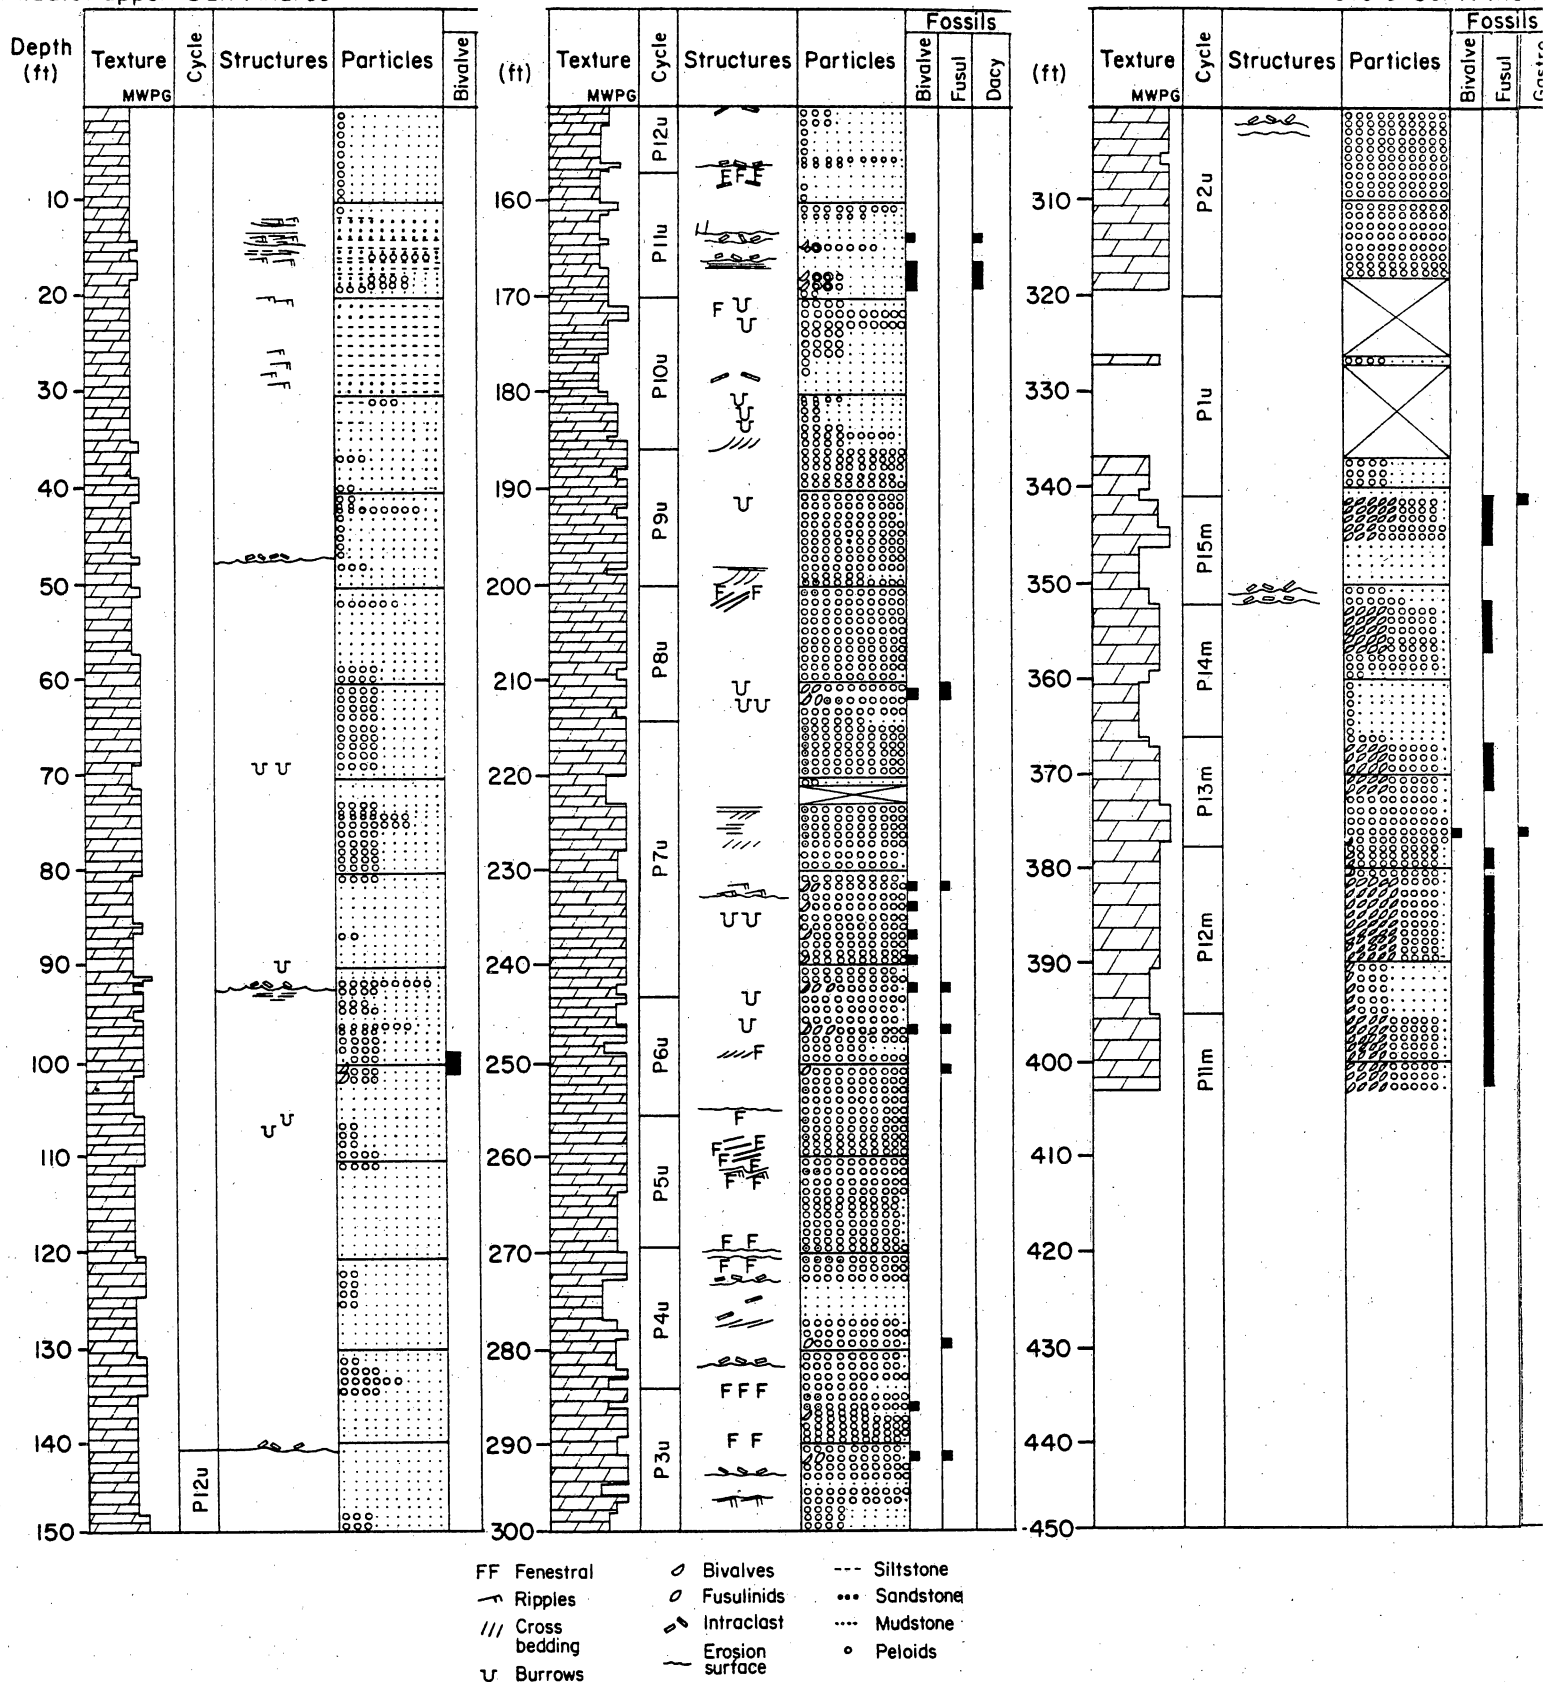 Fossils
Fossils
Depth
(ft)
Texture
MWPG
Cycle
Structures
Particles
Bivalve
(ft)
Texture
MWPG
Cycle
Structures
Particles
Bivalve
Fusul
Dacy
(ft)
Texture
MWPG
Cycle
Structures
Particles
Bivalve
Fusul
10
20
30
40
50
60
70
80
90
100
110
120
130
140
150
P12u
160
170
180
190
200
210
220
230
240
250
260
270
280
290
300
P12u
P11u
P10u
P9u
P8u
P7u
P6u
P5u
P4u
P3u
F F F
F
F F
F
F
F F
F F
F F
F F
F F
F F
F F F
F F
310
320
330
340
350
360
370
380
390
400
410
420
430
440
450
P2u
P1u
P15m
P14m
P13m
P12m
P11m
FF Fenestral
Ripples
Cross
bedding
Burrows
Bivalves
Fusulinids
Intraclast
Erosion
surface
Siltstone
Sandstone
Mudstone
Peloids